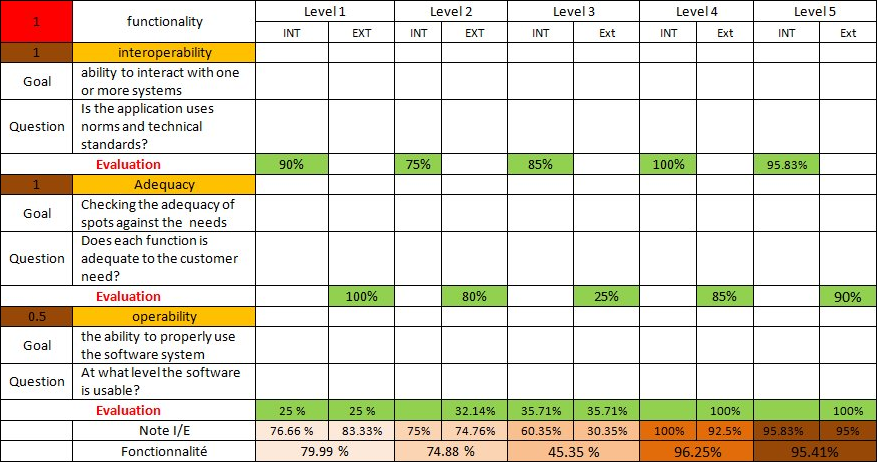 1 functionality Level 1 Level 2 Level 3 Level 4 Level 5
INT EXT INT EXT INT Ext INT Ext INT Ext
1 interoperability
Goal ability to interact with one
or more systems
Question Is the application uses
norms and technical
standards?
Evaluation 90% 75% 85% 100% 95.83%
1 Adequacy
Goal Checking the adequacy of
spots against the needs
Question Does each function is
adequate to the customer
need?
Evaluation 100% 80% 25% 85% 90%
0.5 operability
Goal the ability to properly use
the software system
Question At what level the software
is usable?
Evaluation 25 % 25 % 32.14% 35.71% 35.71% 100% 100%
Note I/E 76.66 % 83.33% 75% 74.76% 60.35% 30.35% 100% 92.5% 95.83% 95%
Fonctionnalité 79.99 % 74.88 % 45.35 % 96.25% 95.41%